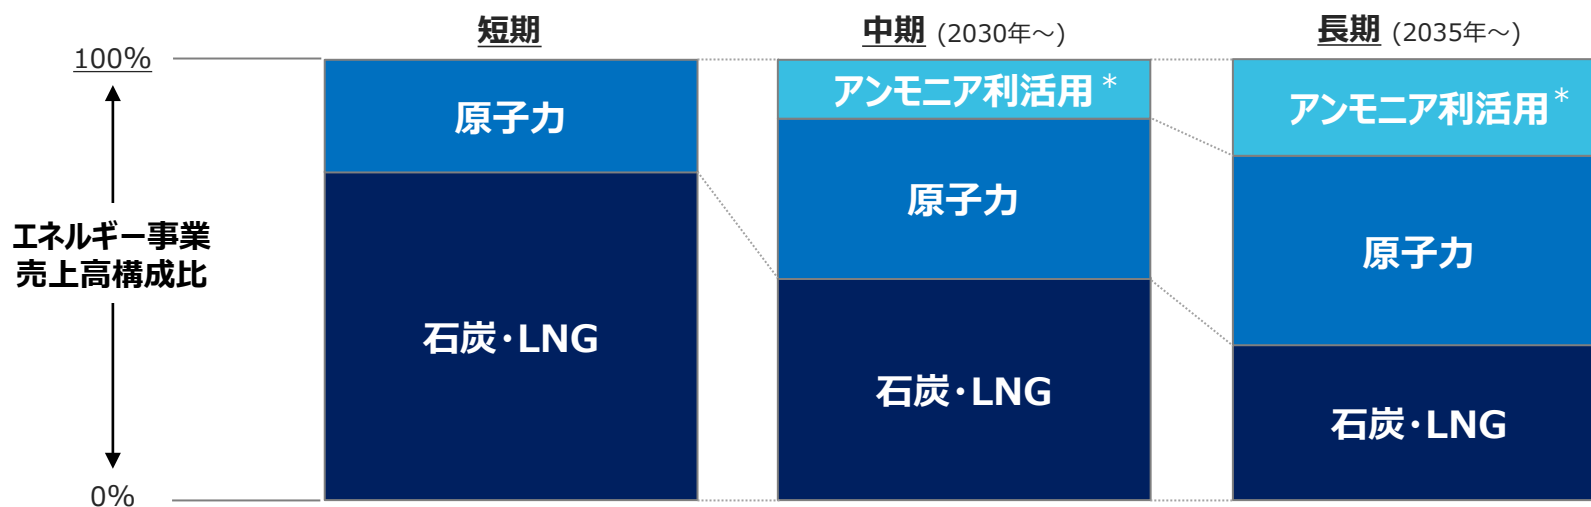 短期
中期 (2030年～)
長期 (2035年～)
100%
エネルギー事業
売上高構成比
0%
原子力
石炭・LNG
アンモニア利活用*
原子力
石炭・LNG
アンモニア利活用*
原子力
石炭・LNG